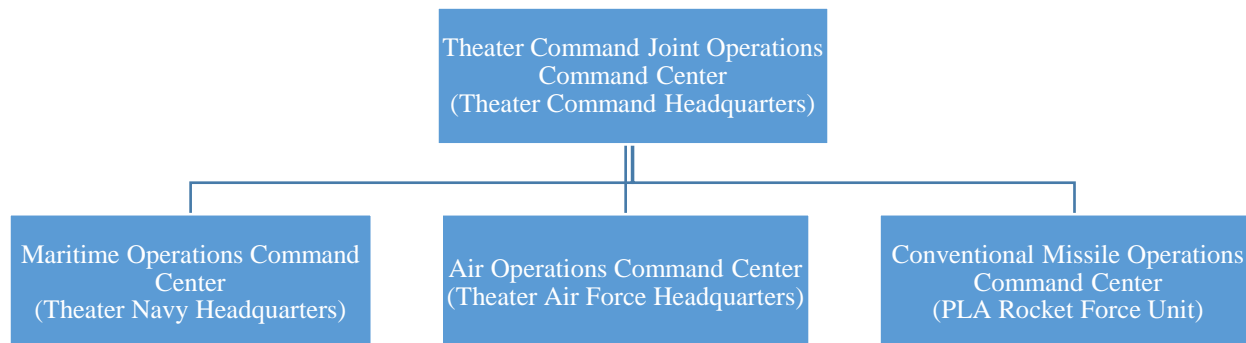 Theater Command Joint Operations
Command Center
(Theater Command Headquarters)
Maritime Operations Command
Center
(Theater Navy Headquarters)
Air Operations Command Center
(Theater Air Force Headquarters)
Conventional Missile Operations
Command Center
(PLA Rocket Force Unit)